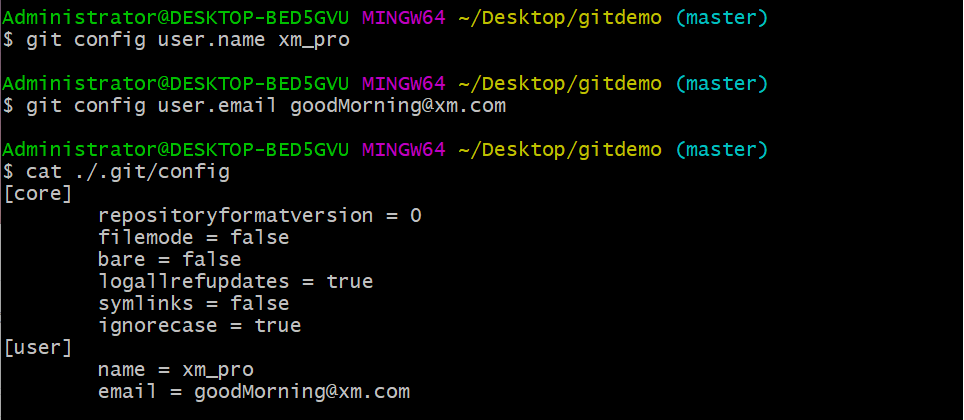 Administrator@DESKTOP-BED5GVU MINGW64 ~/Desktop/gitdemo (master)
$ git config user.name xm_pro
Administrator@DESKTOP-BED5GVU MINGW64 ~/Desktop/gitdemo (master)
$ git config user.email goodMorning@xm.com
Administrator@DESKTOP-BED5GVU MINGW64 ~/Desktop/gitdemo (master)
$ cat ./.git/config
[core]
        repositoryformatversion = 0
        filemode = false
        bare = false
        logallrefupdates = true
        symlinks = false
        ignorecase = true
[user]
        name = xm_pro
        email = goodMorning@xm.com